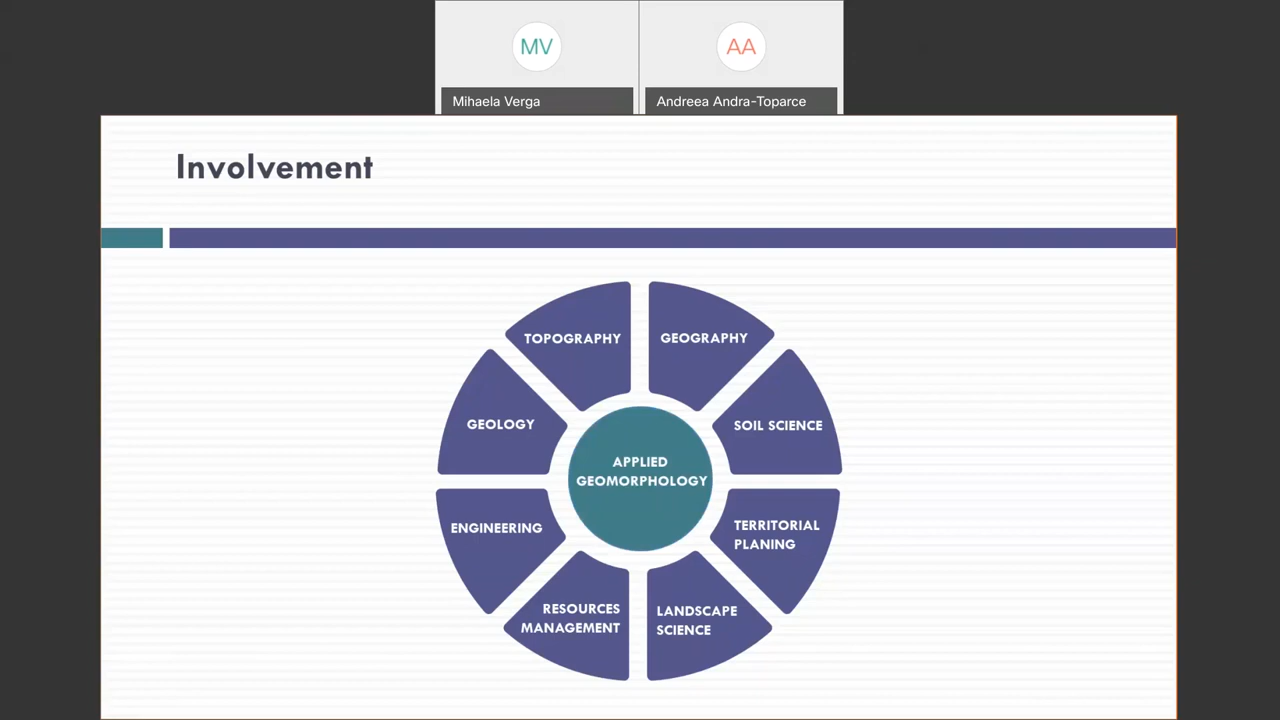 MV
AA
Mihaela Verga
Andreea Andra-Toparce
Involvement
TOPOGRAPHY
GEOGRAPHY
GEOLOGY
SOIL SCIENCE
APPLIED
GEOMORPHOLOGY
ENGINEERING
TERRITORIAL
PLANING
RESOURCES
MANAGEMENT
LANDSCAPE
SCIENCE